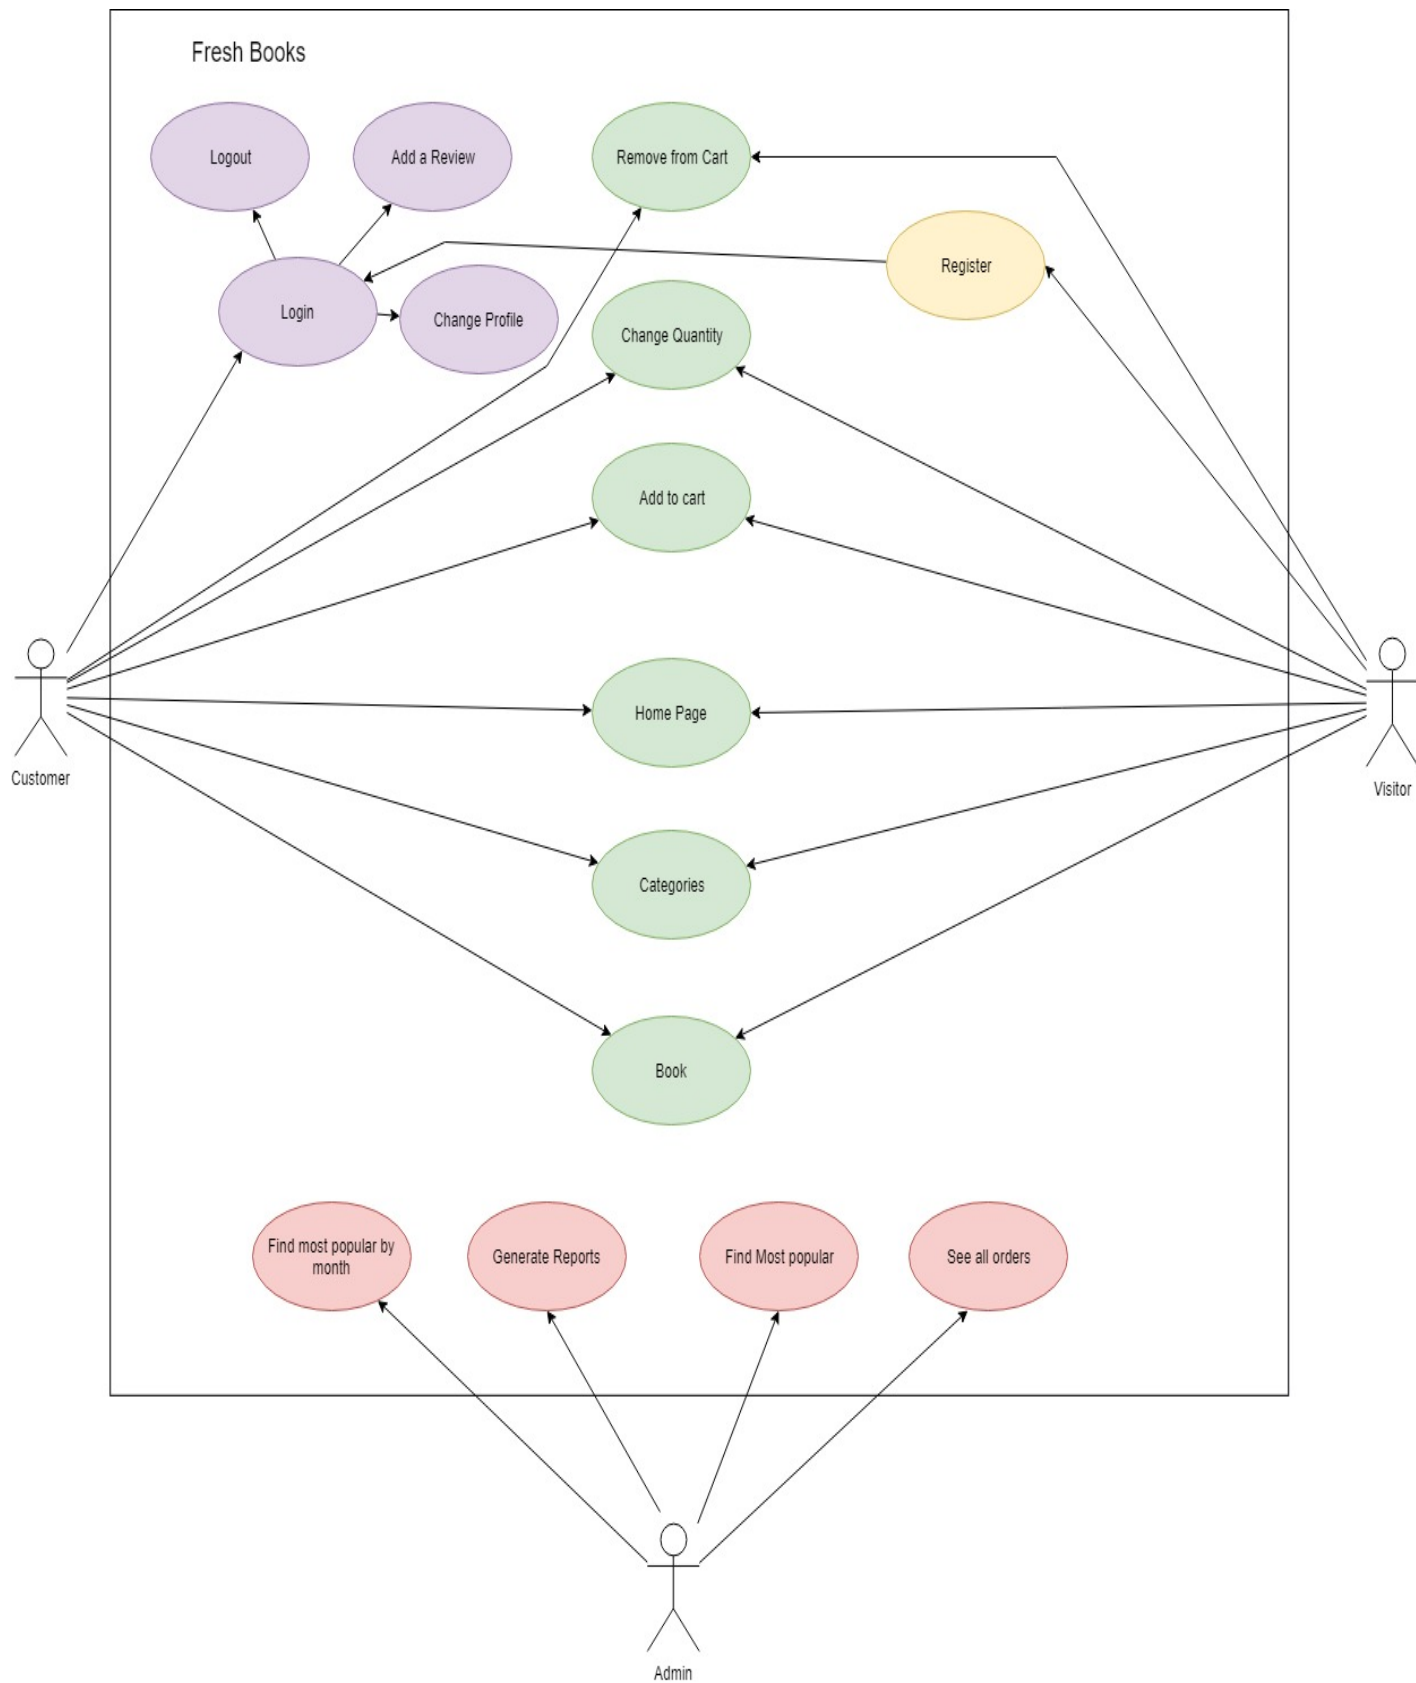 Fresh Books
Logout
Add a Review
Remove from Cart
Register
Login
Change Profile
Change Quantity
Add to cart
Home Page
Customer
Visitor
Categories
Book
Find most popular by
month
Generate Reports
Find Most popular
See all orders
Admin